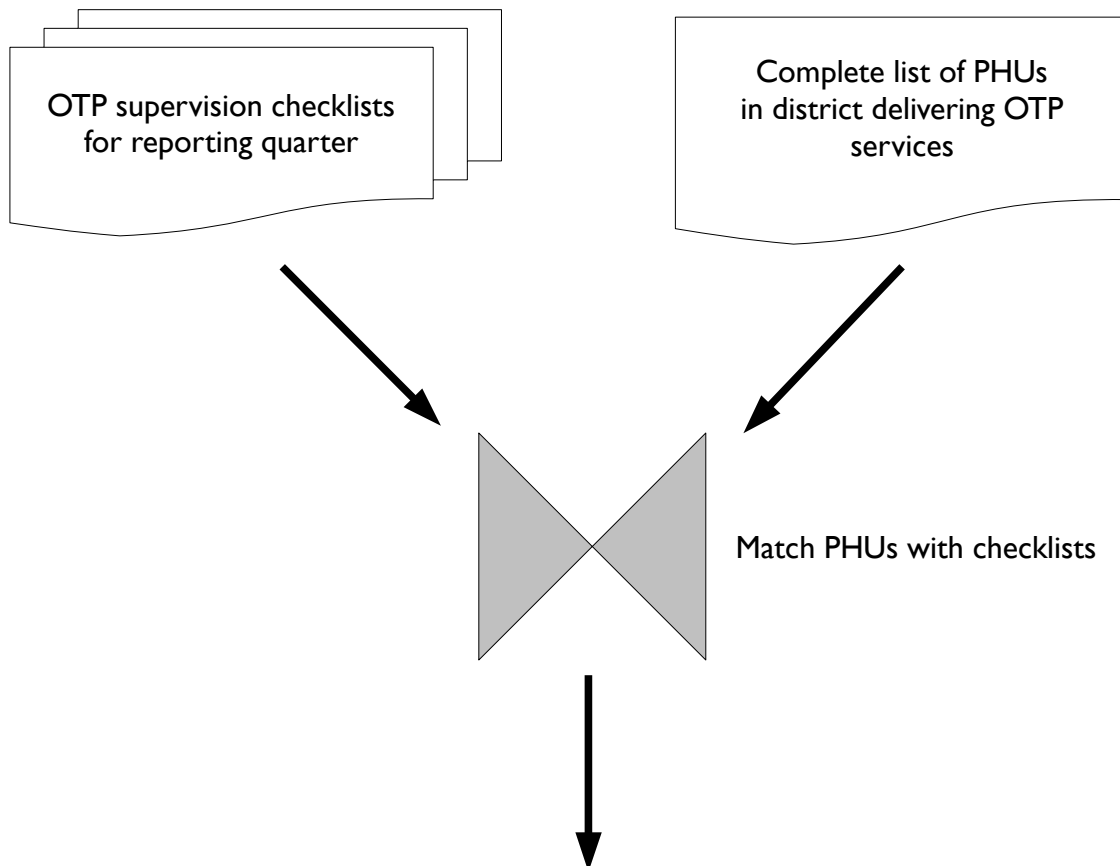 OTP supervision checklists
for reporting quarter
Complete list of PHUs
in district delivering OTP
services
Match PHUs with checklists